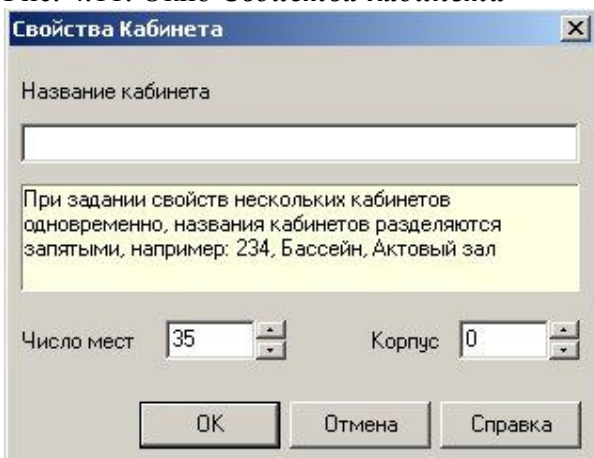 Рис. 4.11. Окно Свойства Кабинета
Свойства Кабинета
Название кабинета
При задании свойств нескольких кабинетов
одновременно, названия кабинетов разделяются
запятыми, например: 234, Бассейн, Актовый зал
Число мест 35 Корпус 0
OK Отмена Справка